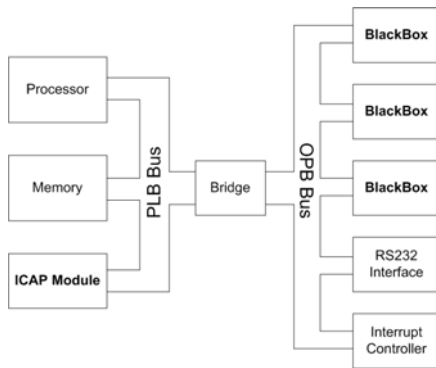 Processor
Memory
ICAP Module
PLB Bus
Bridge
OPB Bus
BlackBox
BlackBox
BlackBox
RS232
Interface
Interrupt
Controller